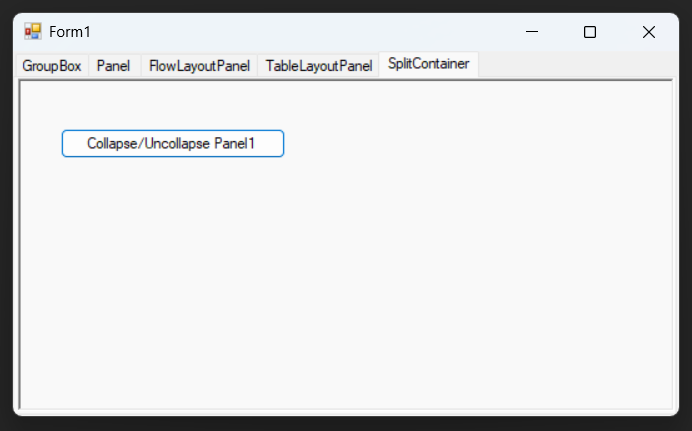 Form1
GroupBox Panel FlowLayoutPanel TableLayoutPanel SplitContainer
Collapse/Uncollapse Panel1